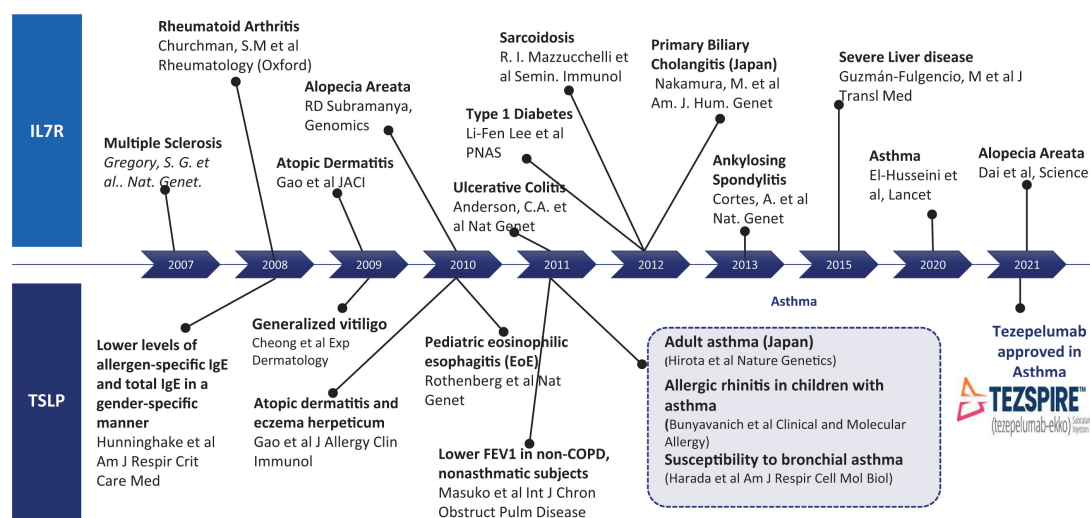 IL7R
Multiple Sclerosis
Gregory, S. G. et
al.. Nat. Genet.
Rheumatoid Arthritis
Churchman, S.M et al
Rheumatology (Oxford)
Atopic Dermatitis
Gao et al JACI
Alopecia Areata
RD Subramanya,
Genomics
Ulcerative Colitis
Anderson, C.A. et
al Nat Genet
Type 1 Diabetes
Li-Fen Lee et al
PNAS
Sarcoidosis
R. I. Mazzucchelli et
al Semin. Immunol
Primary Biliary
Cholangitis (Japan)
Nakamura, M. et al
Am. J. Hum. Genet
Ankylosing
Spondylitis
Cortes, A. et al
Nat. Genet
Severe Liver disease
Guzmán-Fulgencio, M et al J
Transl Med
Asthma
El-Husseini et
al, Lancet
Alopecia Areata
Dai et al, Science
2007
2008
2009
2010
2011
2012
2013
2015
2020
2021
TSLP
Lower levels of
allergen-specific IgE
and total IgE in a
gender-specific
manner
Hunninghake et al
Am J Respir Crit
Care Med
Generalized vitiligo
Cheong et al Exp
Dermatology
Atopic dermatitis and
eczema herpeticum
Gao et al J Allergy Clin
Immunol
Pediatric eosinophilic
esophagitis (EoE)
Rothenberg et al Nat
Genet
Lower FEV1 in non-COPD,
nonasthmatic subjects
Masuko et al Int J Chron
Obstruct Pulm Disease
Asthma
Adult asthma (Japan)
(Hirota et al Nature Genetics)
Allergic rhinitis in children with
asthma
(Bunyavanich et al Clinical and Molecular
Allergy)
Susceptibility to bronchial asthma
(Harada et al Am J Respir Cell Mol Biol)
Tezepelumab
approved in
Asthma
TEZSPIRE™
(tezepelumab-ekko)
Injection